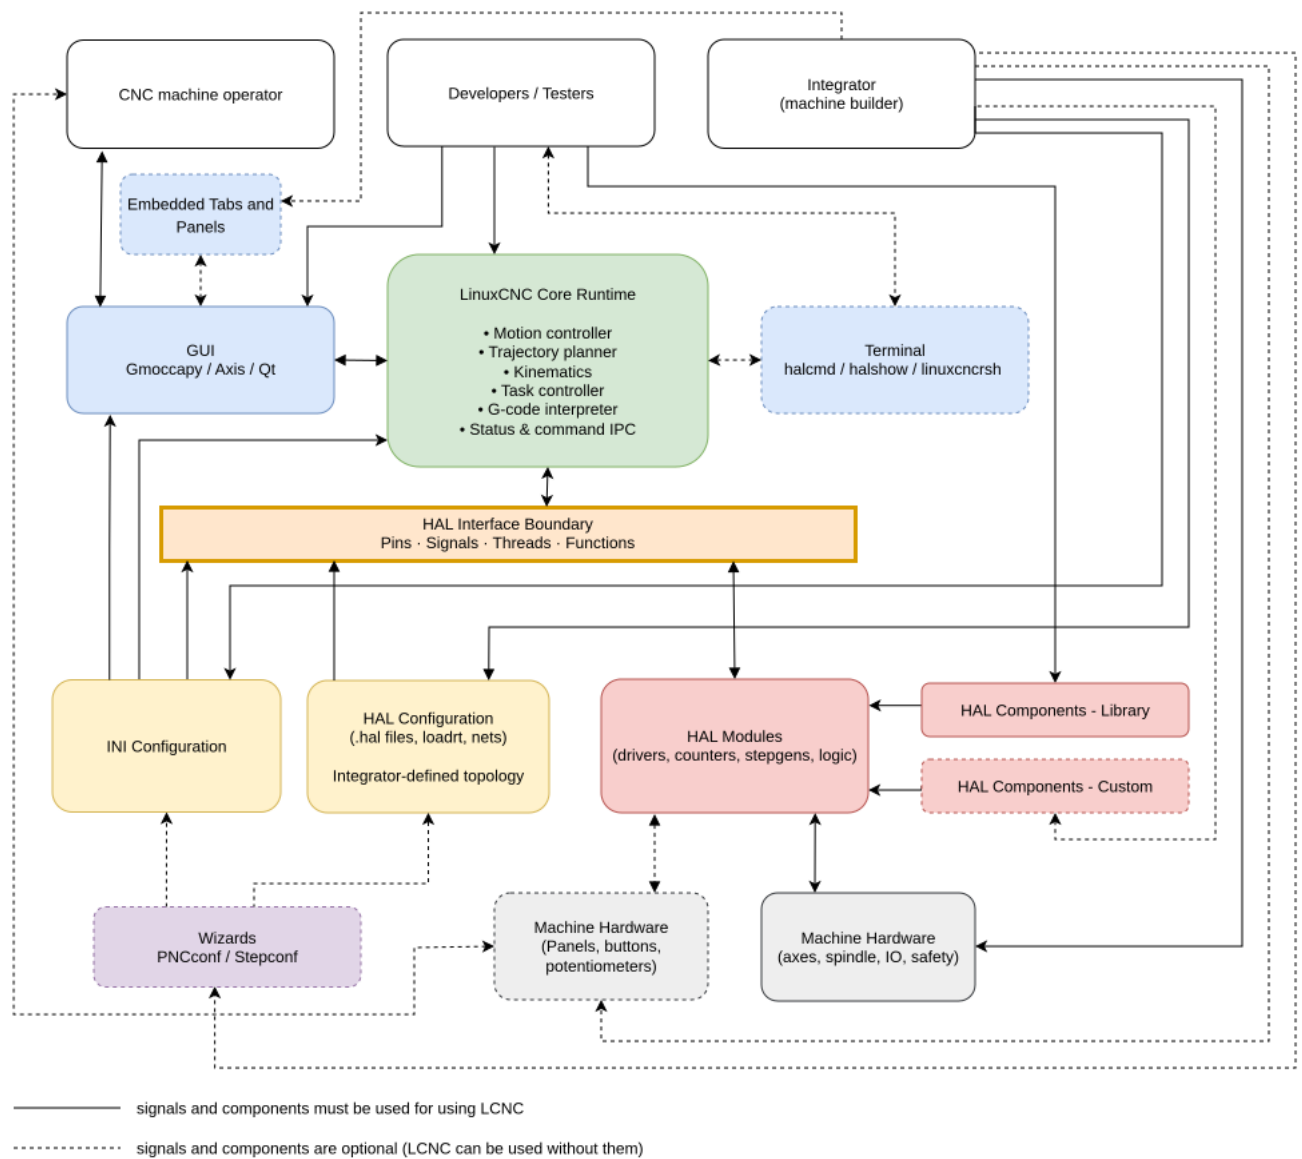 CNC machine operator
Developers / Testers
Integrator
(machine builder)
Embedded Tabs and
Panels
LinuxCNC Core Runtime
• Motion controller
• Trajectory planner
• Kinematics
• Task controller
• G-code interpreter
• Status & command IPC
GUI
Gmoccapy / Axis / Qt
Terminal
halcmd / halshow / linuxcncrsh
HAL Interface Boundary
Pins · Signals · Threads · Functions
INI Configuration
HAL Configuration
(.hal files, loadrt, nets)
Integrator-defined topology
HAL Modules
(drivers, counters, stepgens, logic)
HAL Components - Library
HAL Components - Custom
Wizards
PNCconf / Stepconf
Machine Hardware
(Panels, buttons,
potentiometers)
Machine Hardware
(axes, spindle, IO, safety)
signals and components must be used for using LCNC
signals and components are optional (LCNC can be used without them)